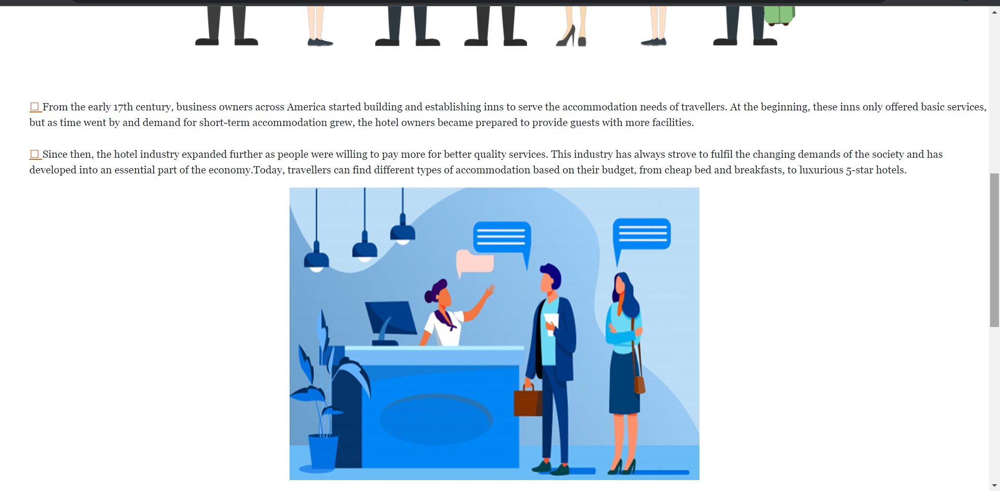 ☐ From the early 17th century, business owners across America started building and establishing inns to serve the accommodation needs of travellers. At the beginning, these inns only offered basic services,
but as time went by and demand for short-term accommodation grew, the hotel owners became prepared to provide guests with more facilities.
☐ Since then, the hotel industry expanded further as people were willing to pay more for better quality services. This industry has always strove to fulfil the changing demands of the society and has
developed into an essential part of the economy.Today, travellers can find different types of accommodation based on their budget, from cheap bed and breakfasts, to luxurious 5-star hotels.